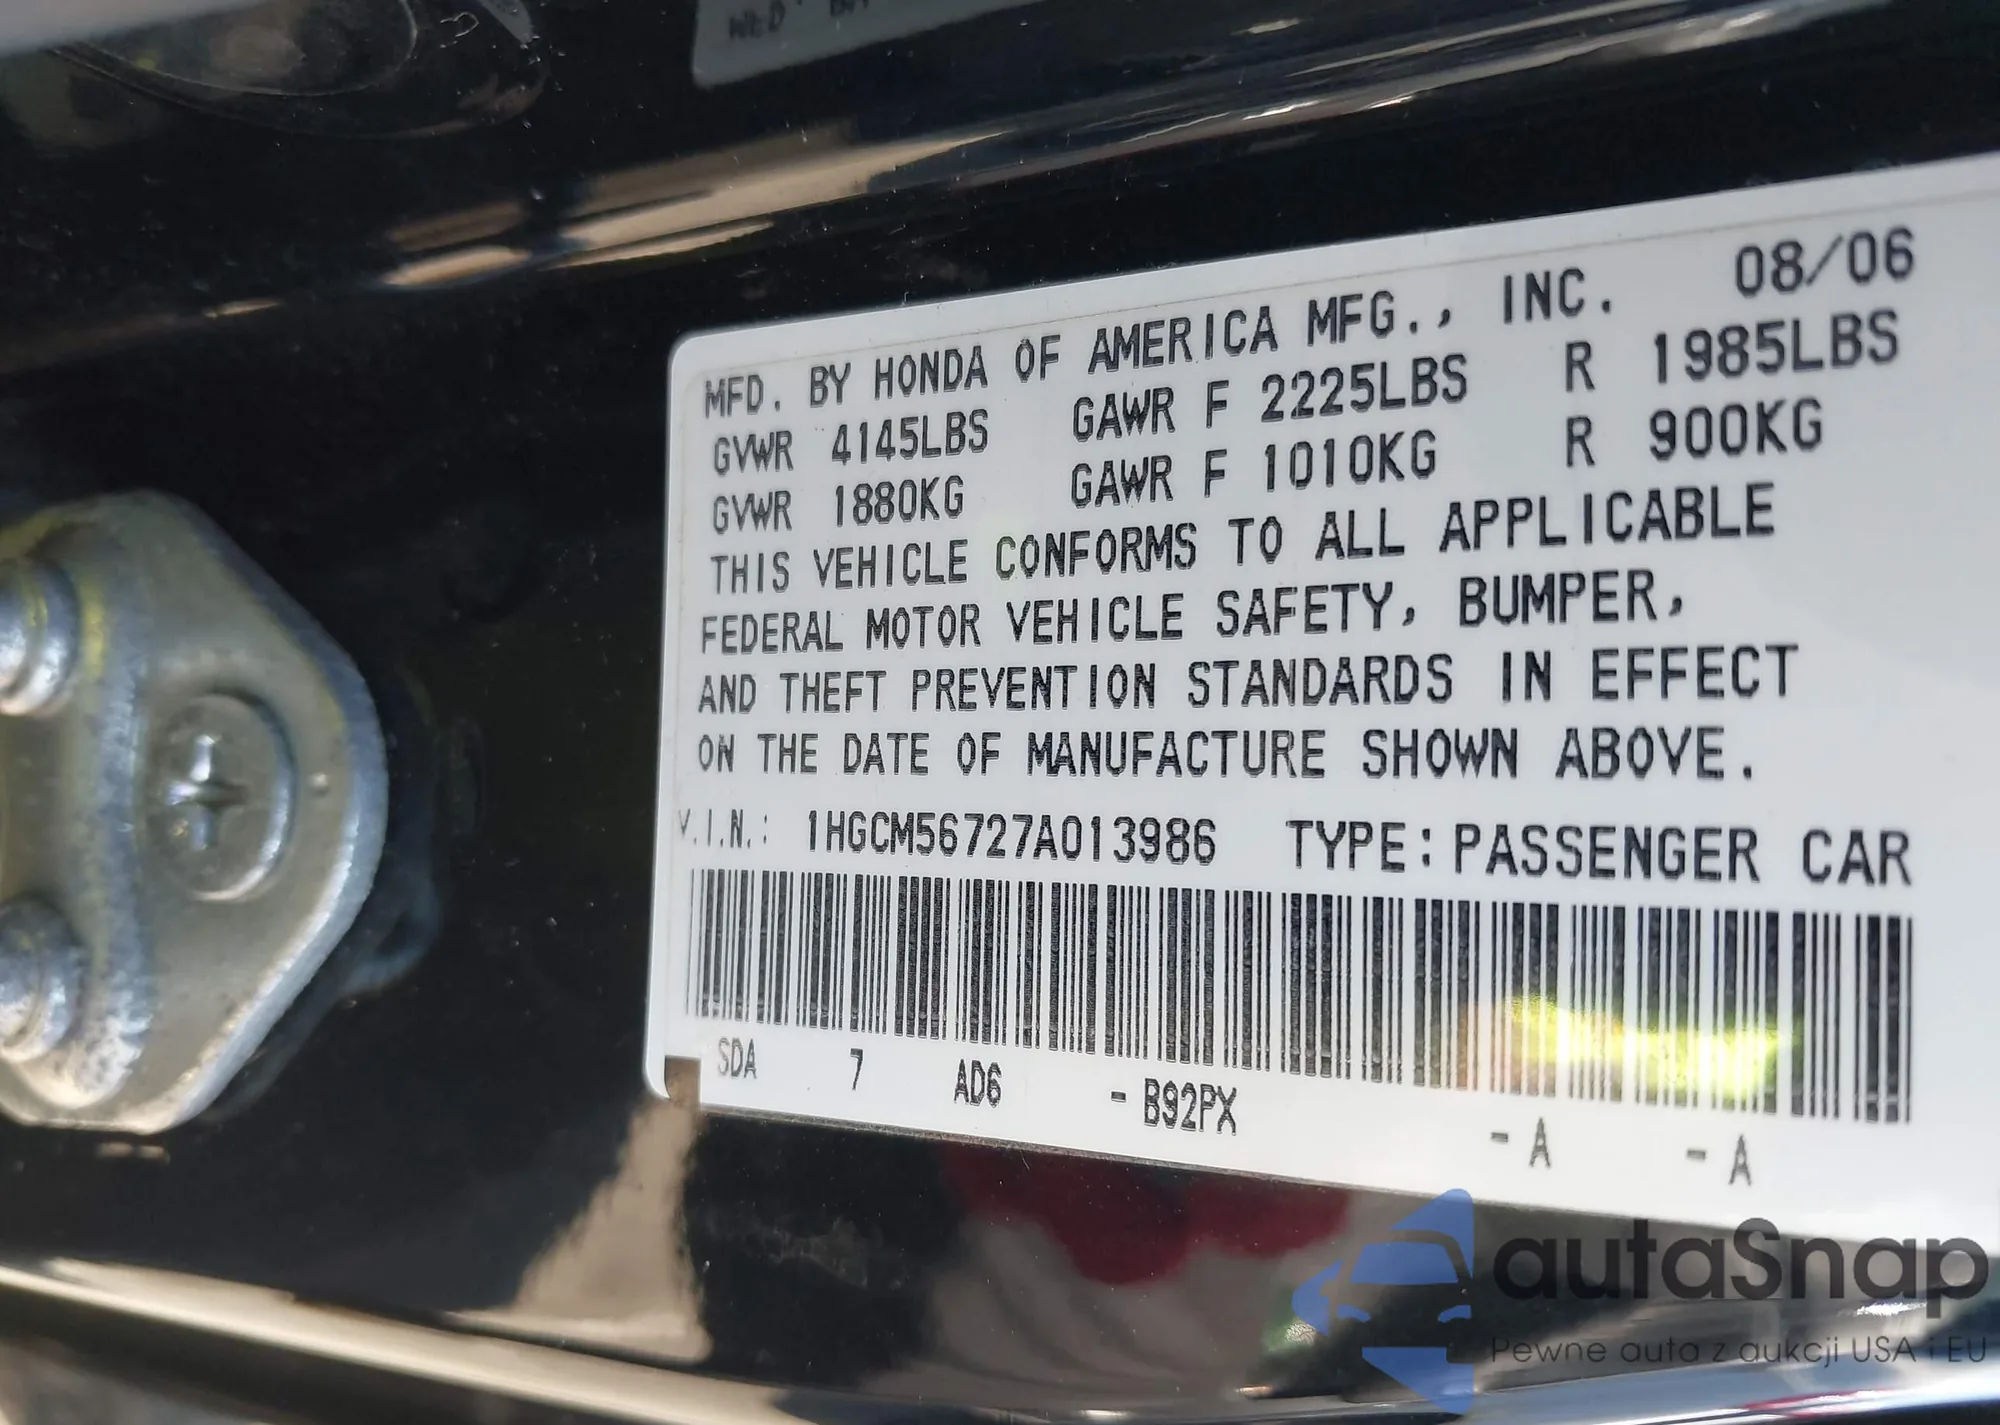 MFD. BY HONDA OF AMERICA MFG., INC. 08/06
GVWR 4145LBS GAWR F 2225LBS R 1985LBS
GVWR 1880KG GAWR F 1010KG R 900KG
THIS VEHICLE CONFORMS TO ALL APPLICABLE
FEDERAL MOTOR VEHICLE SAFETY, BUMPER,
AND THEFT PREVENTION STANDARDS IN EFFECT
ON THE DATE OF MANUFACTURE SHOWN ABOVE.
V.I.N.: 1HGCM56727A013986 TYPE: PASSENGER CAR
SDA 7 AD6 - B92PX - A - A
autaSnap
Pewne auta z aukcji USA i EU